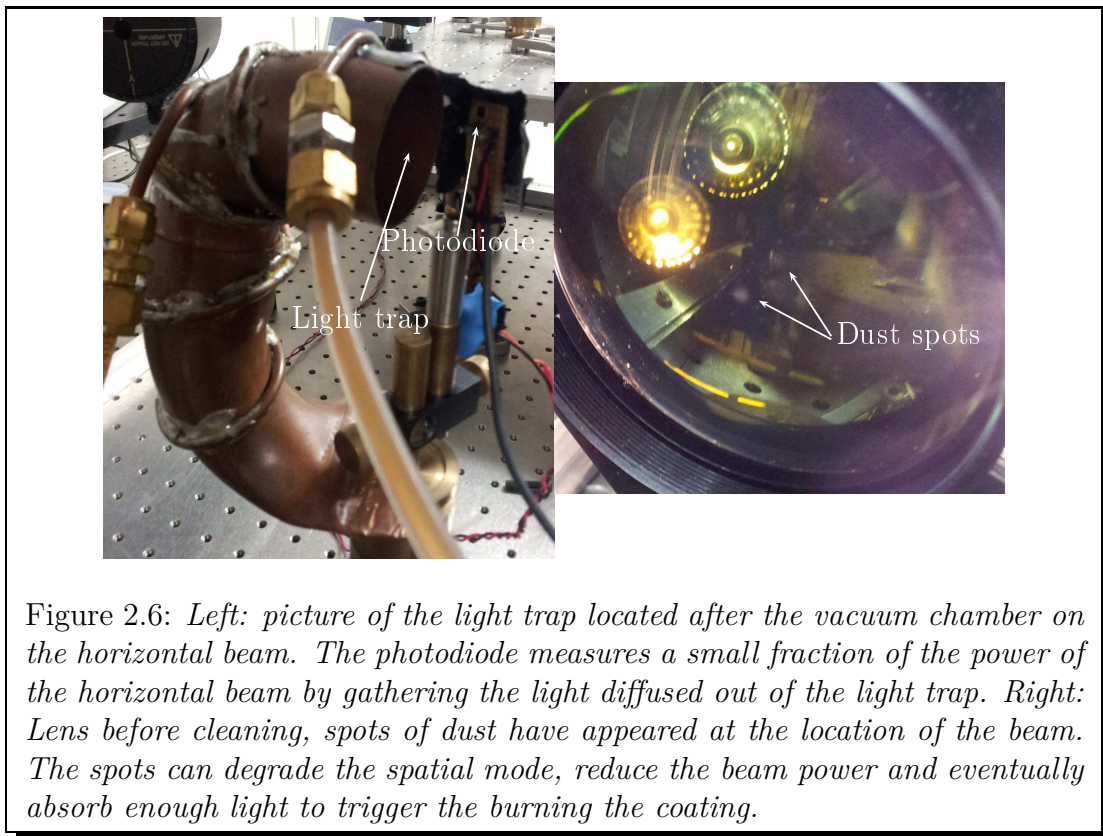 DO NOT TOUCH
APERTURE
Photodiode
Light trap
Dust spots
Figure 2.6: Left: picture of the light trap located after the vacuum chamber on
the horizontal beam. The photodiode measures a small fraction of the power of
the horizontal beam by gathering the light diffused out of the light trap. Right:
Lens before cleaning, spots of dust have appeared at the location of the beam.
The spots can degrade the spatial mode, reduce the beam power and eventually
absorb enough light to trigger the burning the coating.